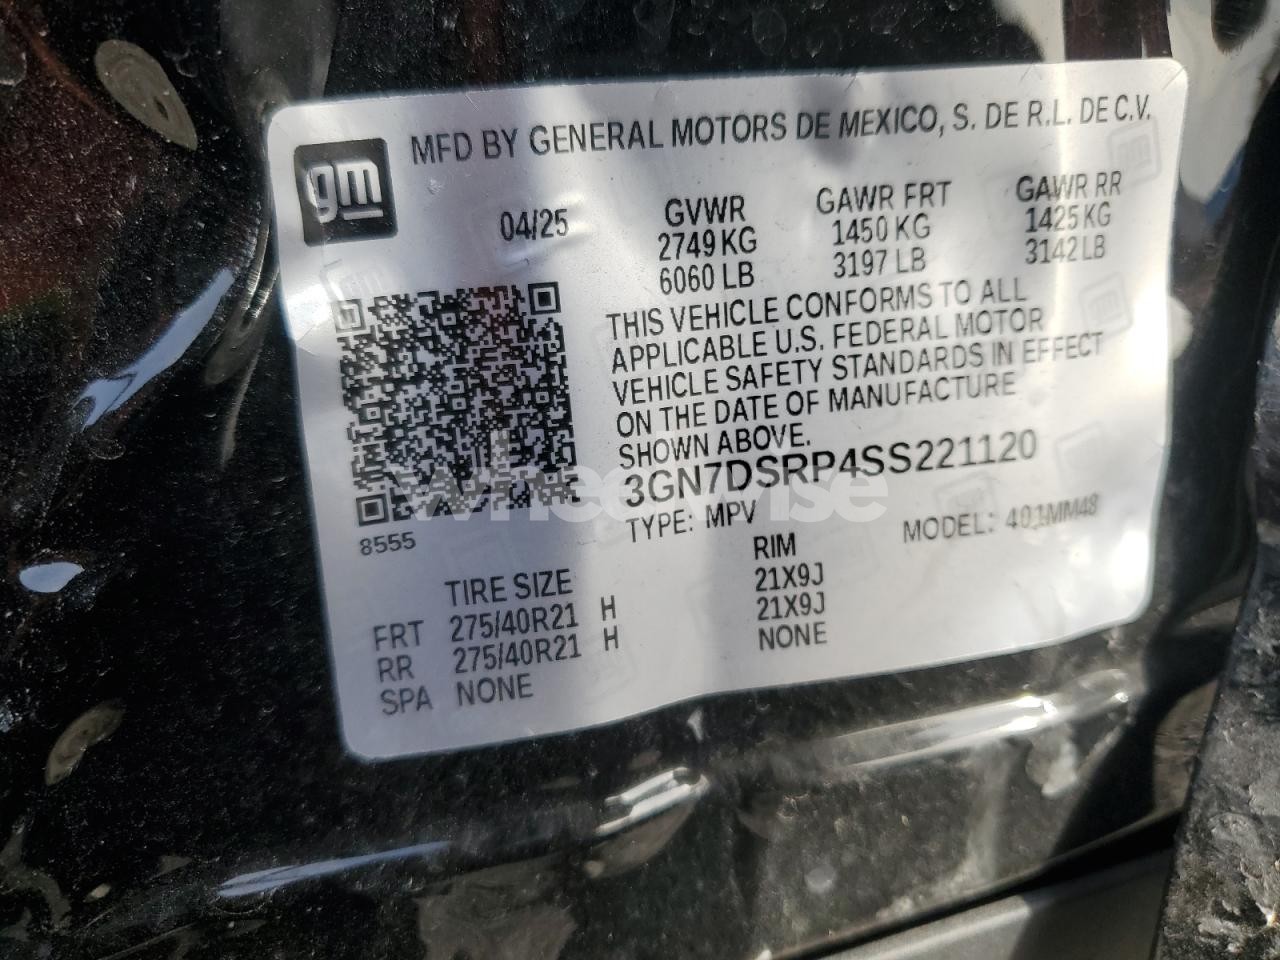 gm
MFD BY GENERAL MOTORS DE MEXICO, S. DE R.L. DE C.V.
04/25
GVWR GAWR FRT GAWR RR
2749 KG 1450 KG 1425 KG
6060 LB 3197 LB 3142 LB
THIS VEHICLE CONFORMS TO ALL
APPLICABLE U.S. FEDERAL MOTOR
VEHICLE SAFETY STANDARDS IN EFFECT
ON THE DATE OF MANUFACTURE
SHOWN ABOVE.
3GN7DSRP4SS221120
TYPE: MPV MODEL: 401MM48
8555
TIRE SIZE RIM
FRT 275/40R21 H 21X9J
RR 275/40R21 H 21X9J
SPA NONE NONE
wheelwise